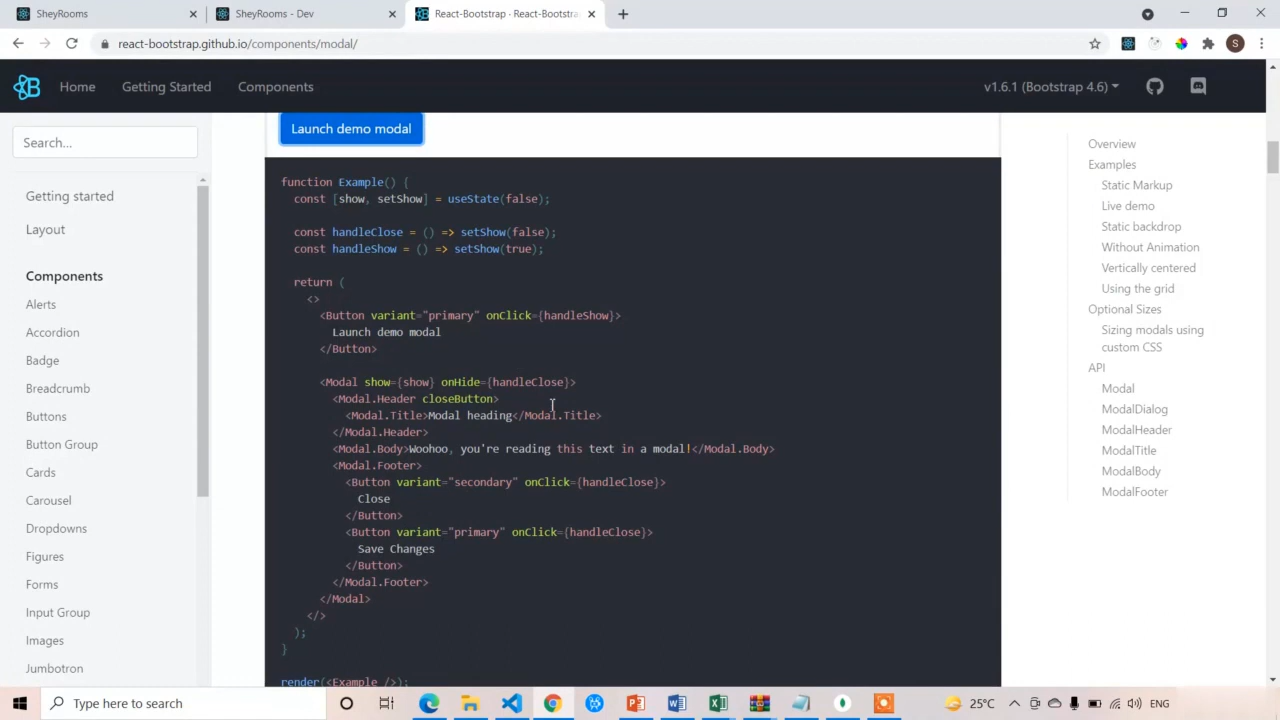 SheyRooms
SheyRooms - Dev
React-Bootstrap · React-Bootstra
react-bootstrap.github.io/components/modal/
S
B
Home
Getting Started
Components
v1.6.1 (Bootstrap 4.6)
Search...
Getting started
Layout
Components
Alerts
Accordion
Badge
Breadcrumb
Buttons
Button Group
Cards
Carousel
Dropdowns
Figures
Forms
Input Group
Images
Jumbotron
Launch demo modal
function Example() {
const [show, setShow] = useState(false);
const handleClose = () => setShow(false);
const handleShow = () => setShow(true);
return (
<>
<Button variant="primary" onClick={handleShow}>
Launch demo modal
</Button>
<Modal show={show} onHide={handleClose}>
<Modal.Header closeButton>
<Modal.Title>Modal heading</Modal.Title>
</Modal.Header>
<Modal.Body>Woohoo, you're reading this text in a modal!</Modal.Body>
<Modal.Footer>
<Button variant="secondary" onClick={handleClose}>
Close
</Button>
<Button variant="primary" onClick={handleClose}>
Save Changes
</Button>
</Modal.Footer>
</Modal>
</>
);
}
render(<Example />);
Overview
Examples
Static Markup
Live demo
Static backdrop
Without Animation
Vertically centered
Using the grid
Optional Sizes
Sizing modals using
custom CSS
API
Modal
ModalDialog
ModalHeader
ModalTitle
ModalBody
ModalFooter
Type here to search
25°C
ENG